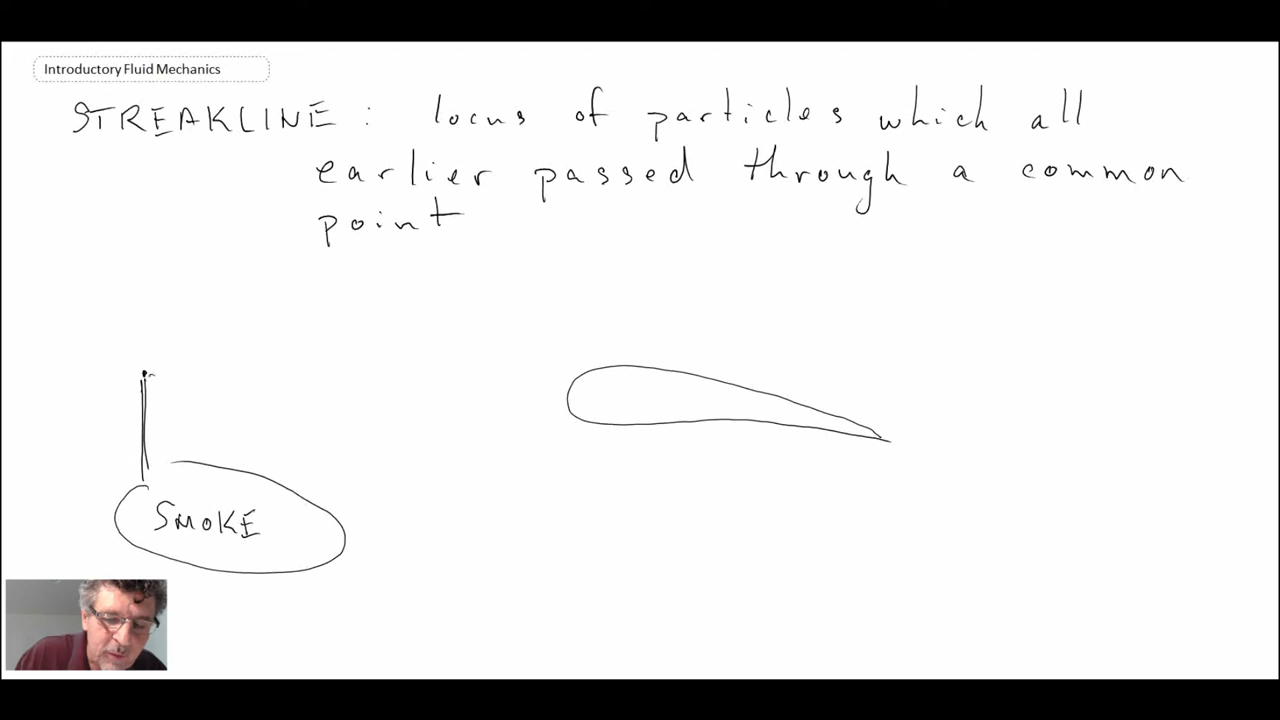 Introductory Fluid Mechanics
STREAKLINE : locus of particles which all
earlier passed through a common
point
SMOKE